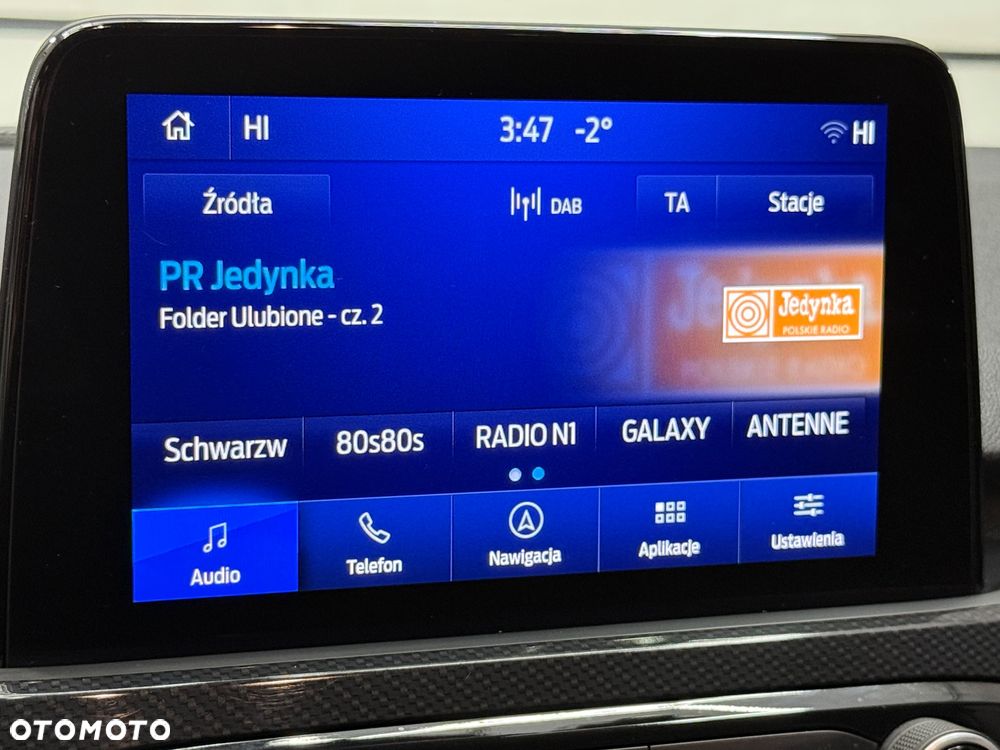 HI 3:47 -2° HI
Źródła DAB TA Stacje
PR Jedynka
Folder Ulubione - cz. 2
Jedynka
POLSKIE RADIO
Schwarzw 80s80s RADIO N1 GALAXY ANTENNE
Audio Telefon Nawigacja Aplikacje Ustawienia
OTOMOTO